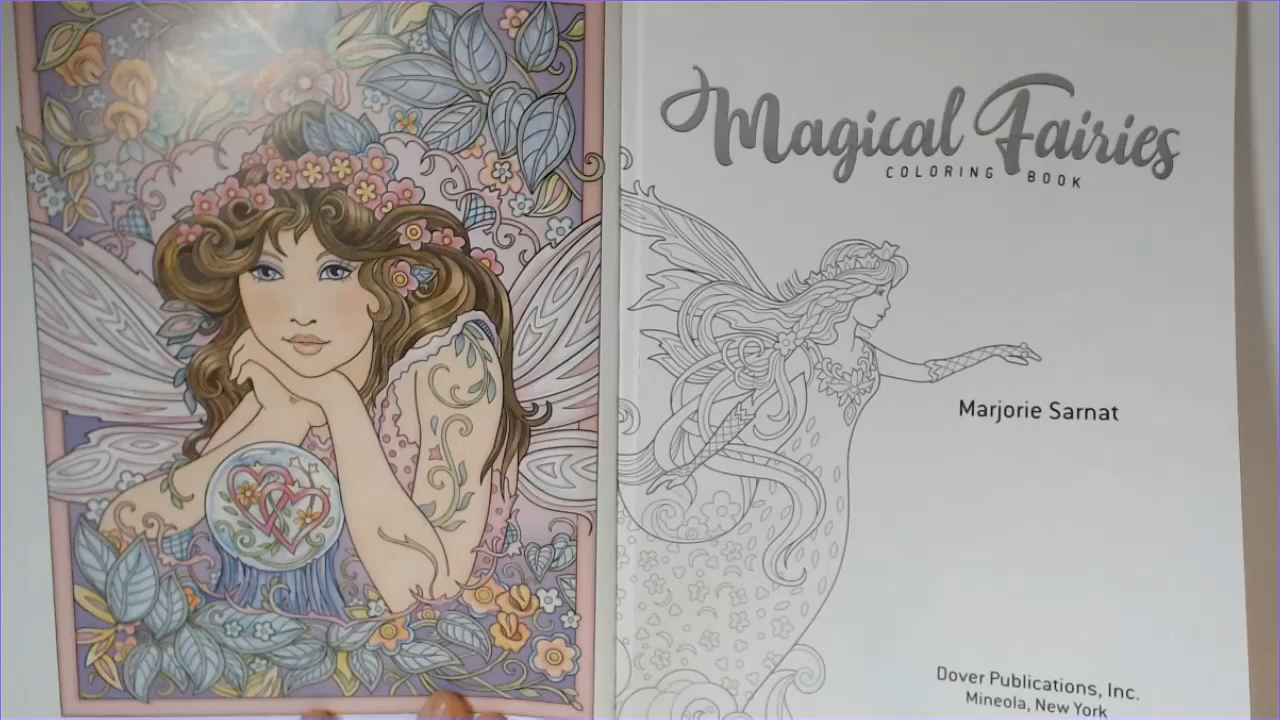 Magical Fairies
COLORING BOOK
Marjorie Sarnat
Dover Publications, Inc.
Mineola, New York